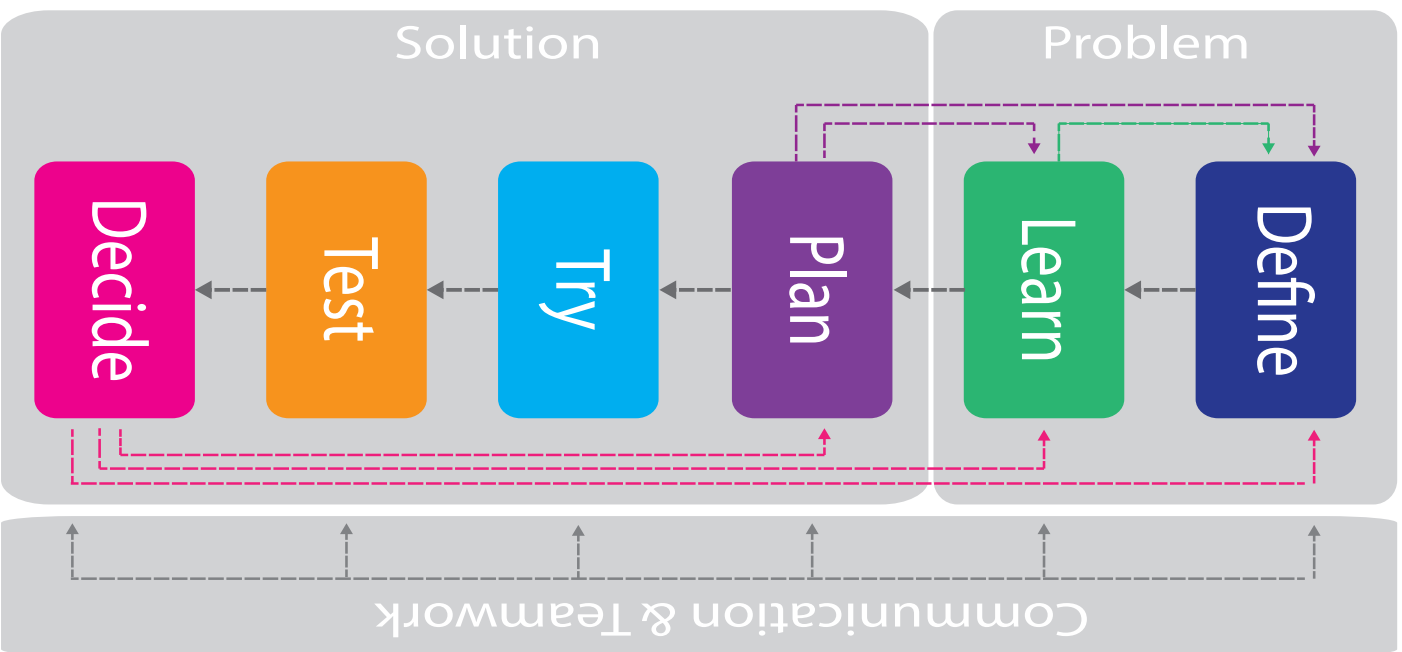 Solution
Problem
Decide
Test
Try
Plan
Learn
Define
Communication & Teamwork